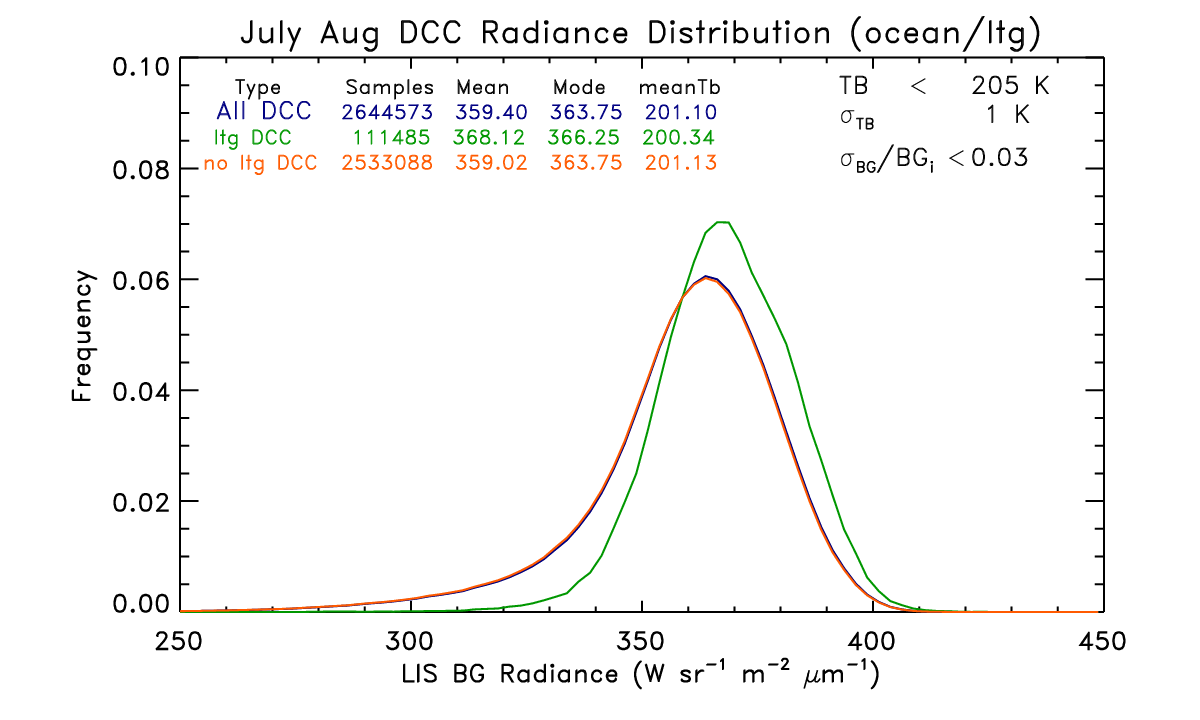 July Aug DCC Radiance Distribution (ocean/ltg)
0.10
Type Samples Mean Mode meanTb
All DCC 2644573 359.40 363.75 201.10
ltg DCC 111485 368.12 366.25 200.34
no ltg DCC 2533088 359.02 363.75 201.13
TB < 205 K
σTB 1 K
σBG/BGi <0.03
0.08
0.06
0.04
0.02
0.00
Frequency
250 300 350 400 450
LIS BG Radiance (W sr⁻¹ m⁻² μm⁻¹)